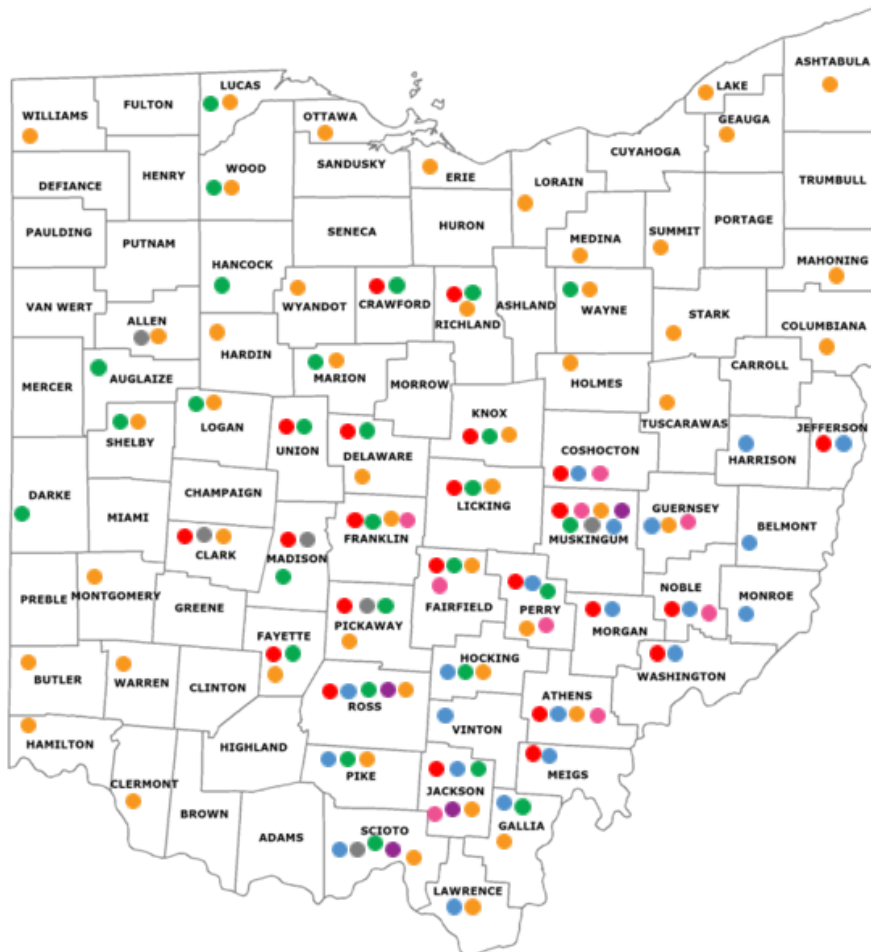 ASHTABULA
LAKE
LUCAS
FULTON
WILLIAMS
OTTAWA
GEAUGA
CUYAHOGA
SANDUSKY
WOOD
ERIE
HENRY
LORAIN
TRUMBULL
DEFIANCE
PORTAGE
HURON
SENECA
SUMMIT
PAULDING
MEDINA
PUTNAM
MAHONING
HANCOCK
CRAWFORD
ASHLAND
VAN WERT
WYANDOT
WAYNE
STARK
ALLEN
RICHLAND
COLUMBIANA
HARDIN
CARROLL
MARION
AUGLAIZE
MORROW
HOLMES
MERCER
KNOX
TUSCARAWAS
LOGAN
JEFFERSON
SHELBY
UNION
COSHOCTON
DELAWARE
HARRISON
CHAMPAIGN
DARKE
LICKING
GUERNSEY
MIAMI
BELMONT
FRANKLIN
MUSKINGUM
CLARK
MADISON
NOBLE
MONROE
MONTGOMERY
PREBLE
GREENE
FAIRFIELD
PERRY
PICKAWAY
MORGAN
FAYETTE
HOCKING
WASHINGTON
BUTLER
WARREN
CLINTON
ATHENS
ROSS
VINTON
HAMILTON
HIGHLAND
MEIGS
PIKE
CLERMONT
JACKSON
BROWN
GALLIA
SCIOTO
ADAMS
LAWRENCE